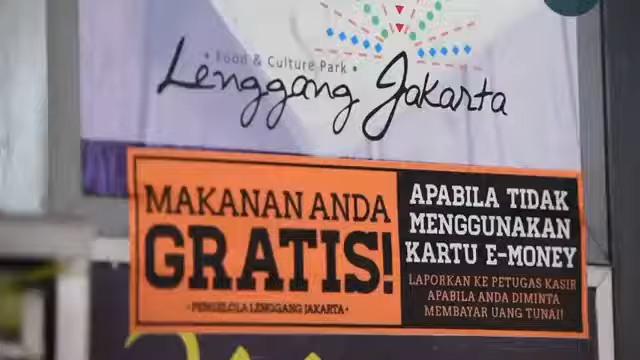 • Food & Culture Park •
Lenggang Jakarta
MAKANAN ANDA
GRATIS!
• PENGELOLA LENGGANG JAKARTA •
APABILA TIDAK
MENGGUNAKAN
KARTU E-MONEY
LAPORKAN KE PETUGAS KASIR
APABILA ANDA DIMINTA
MEMBAYAR UANG TUNAI!